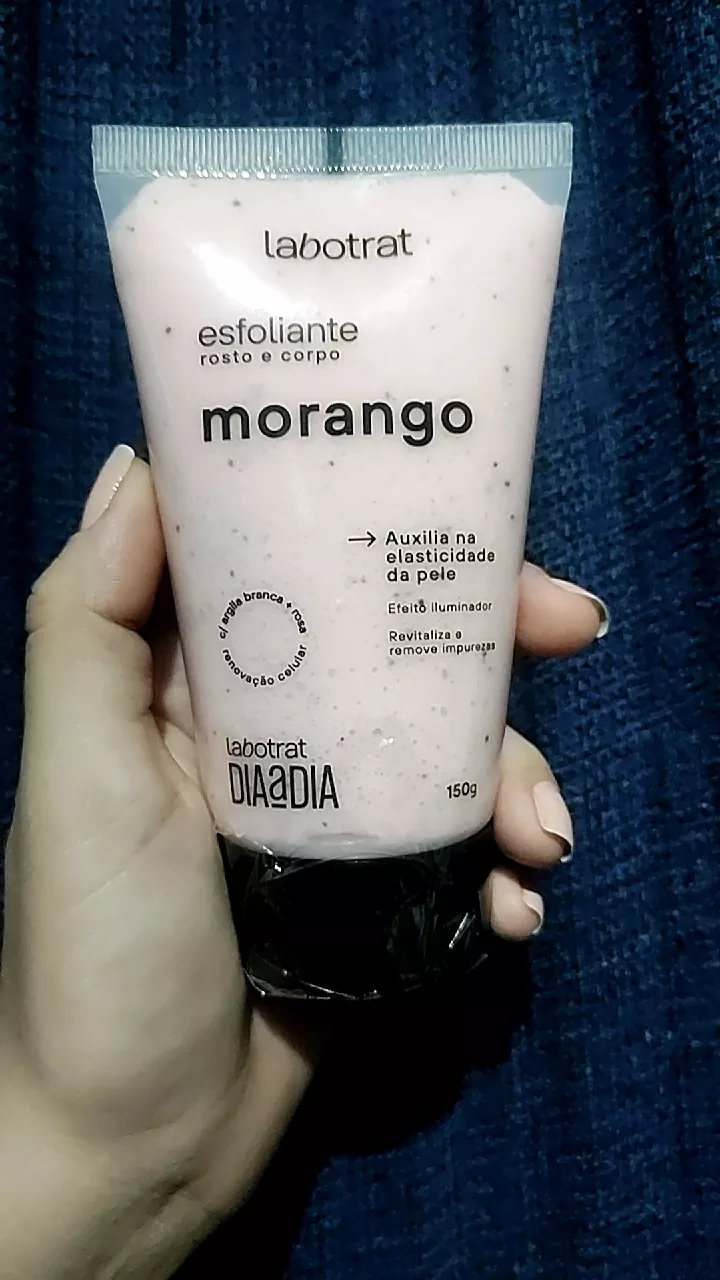 labotrat
esfoliante
rosto e corpo
morango
→ Auxilia na
elasticidade
da pele
Efeito iluminador
Revitaliza e
remove impurezas
c/ argila branca + rosa
renovação celular
labotrat
DIAaDIA
150g